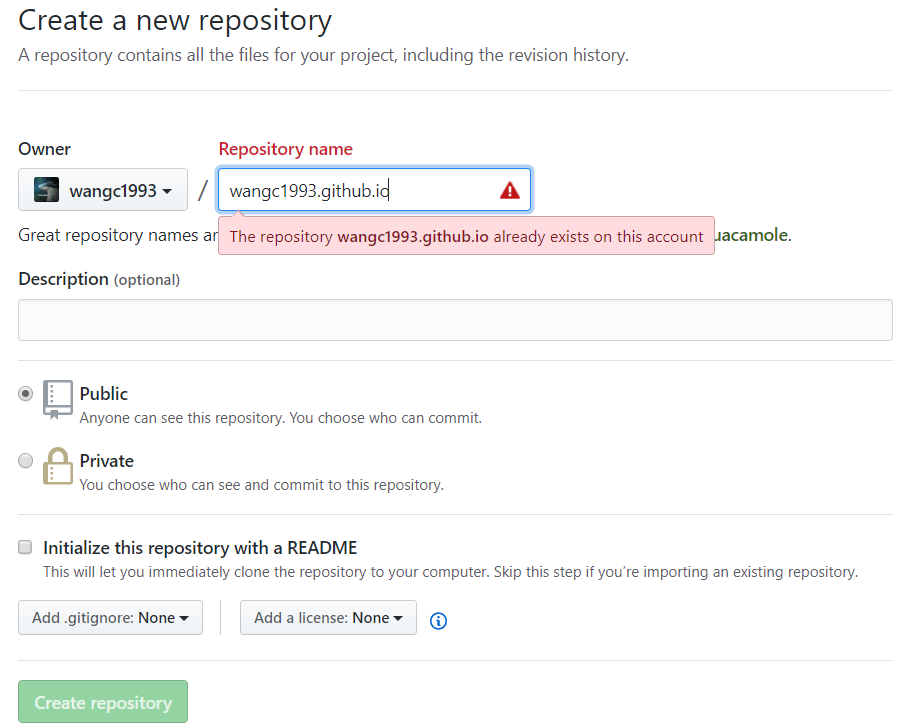 Create a new repository
A repository contains all the files for your project, including the revision history.
Owner
Repository name
wangc1993
/
wangc1993.github.io
Great repository names
The repository wangc1993.github.io already exists on this account
Description (optional)
Public
Anyone can see this repository. You choose who can commit.
Private
You choose who can see and commit to this repository.
Initialize this repository with a README
This will let you immediately clone the repository to your computer. Skip this step if you’re importing an existing repository.
Add .gitignore: None
Add a license: None
Create repository